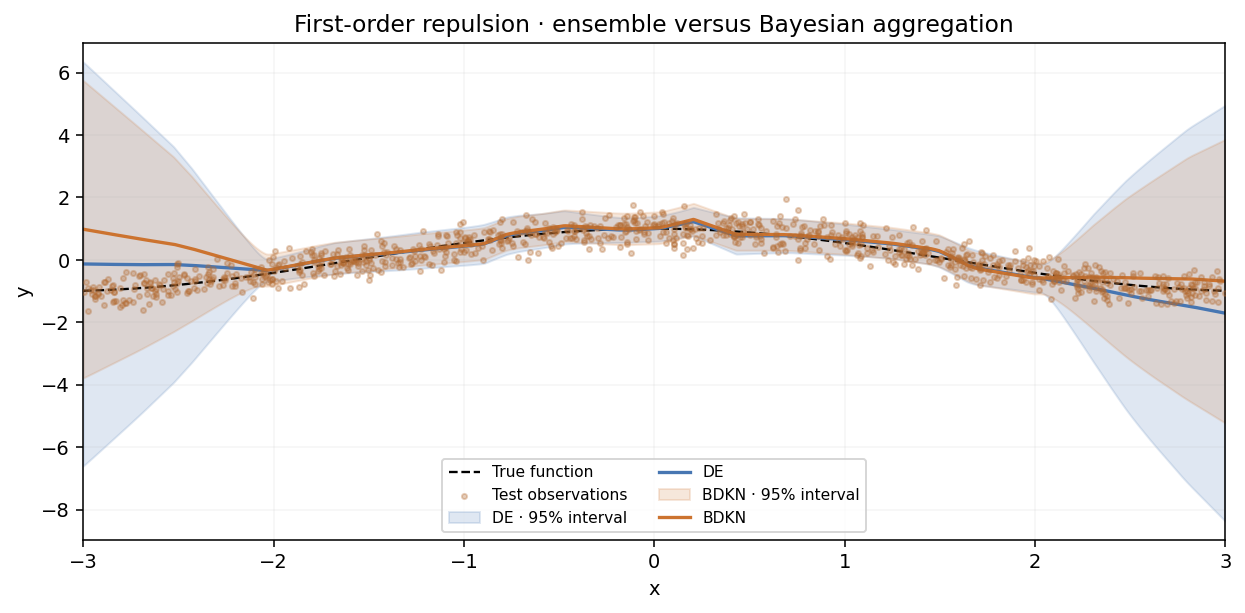 First-order repulsion · ensemble versus Bayesian aggregation
y
6
4
2
0
−2
−4
−6
−8
True function
Test observations
DE · 95% interval
DE
BDKN · 95% interval
BDKN
−3
−2
−1
0
1
2
3
x